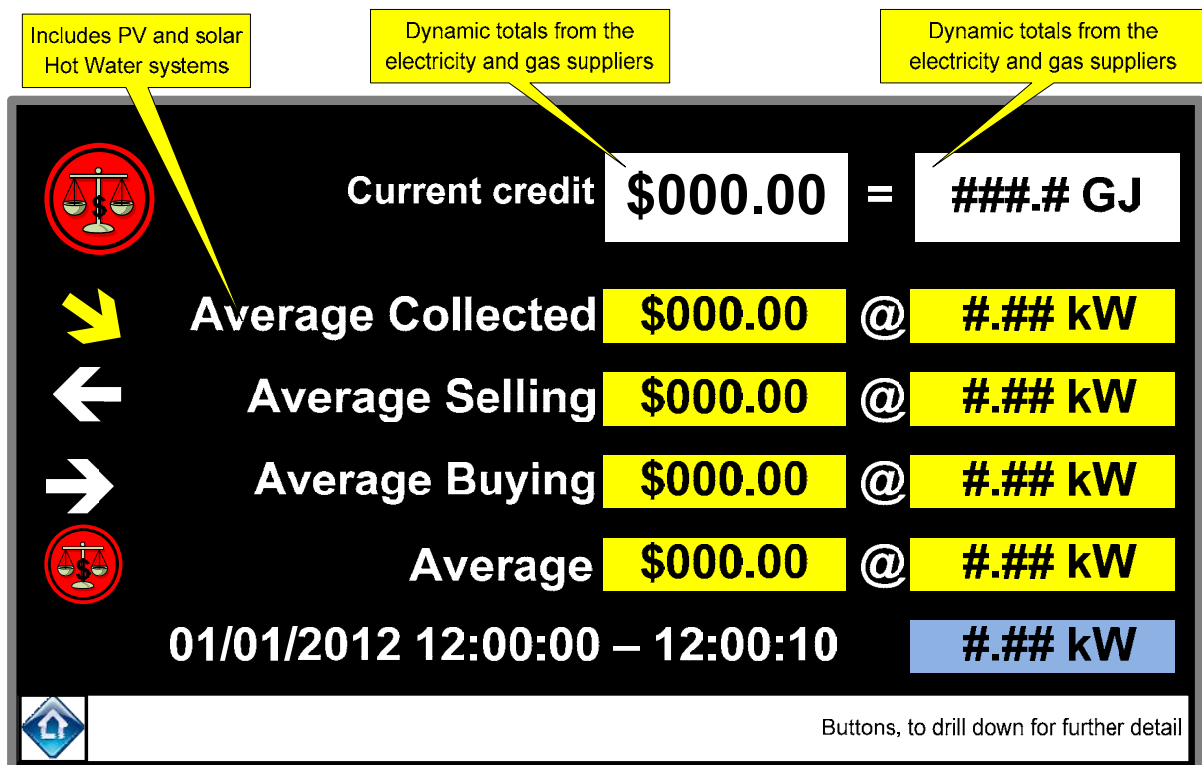 Includes PV and solar
Hot Water systems
Dynamic totals from the
electricity and gas suppliers
Dynamic totals from the
electricity and gas suppliers
$
Current credit $000.00 = ###.# GJ
Average Collected $000.00 @ #.## kW
Average Selling $000.00 @ #.## kW
Average Buying $000.00 @ #.## kW
$
Average $000.00 @ #.## kW
01/01/2012 12:00:00 – 12:00:10 #.## kW
Buttons, to drill down for further detail